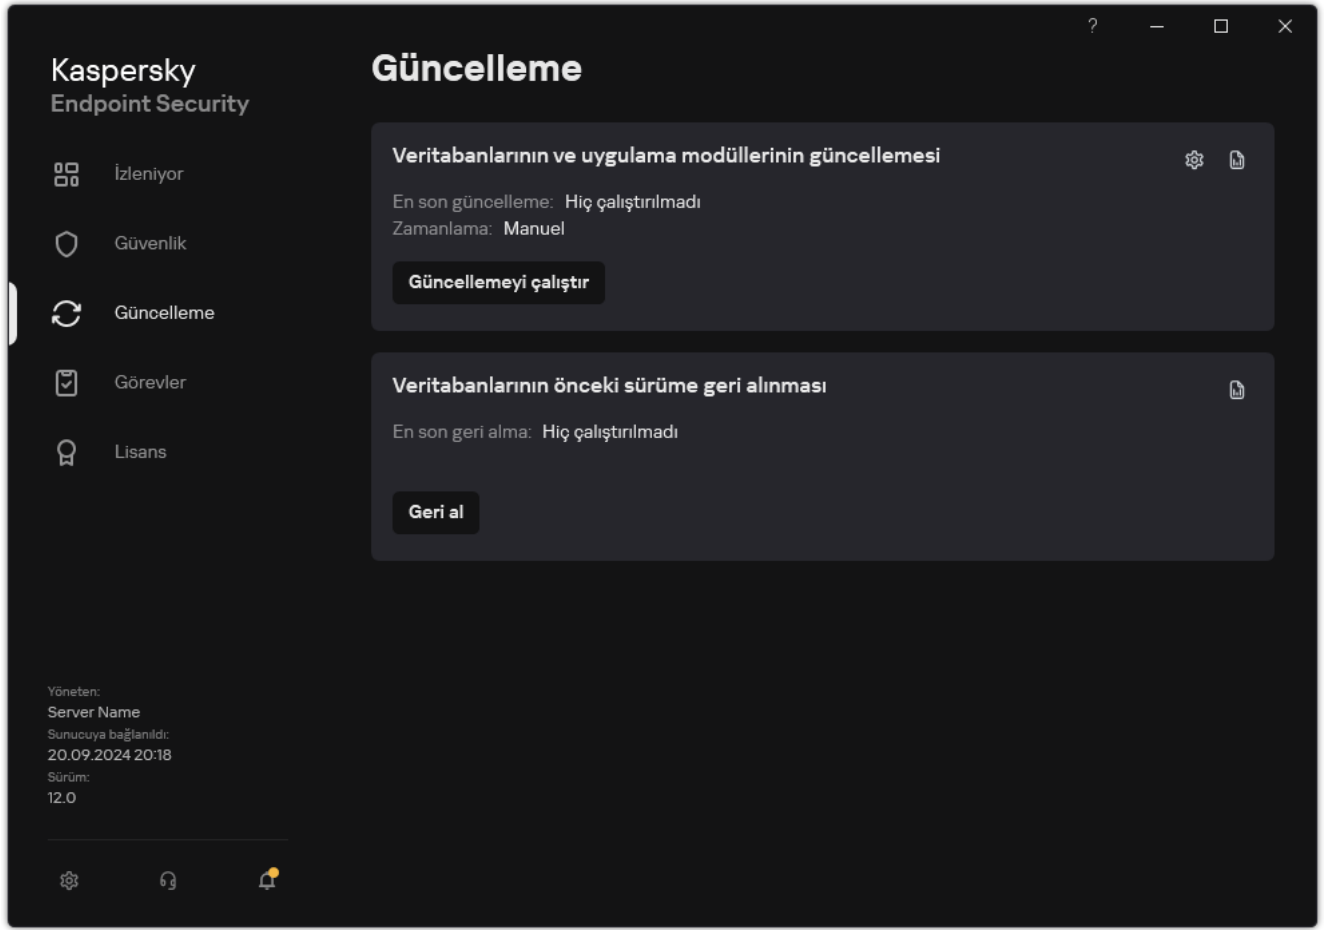 ?
Kaspersky
Endpoint Security
İzleniyor
Güvenlik
Güncelleme
Görevler
Lisans
Yöneten:
Server Name
Sunucuya bağlanıldı:
20.09.2024 20:18
Sürüm:
12.0
Güncelleme
Veritabanlarının ve uygulama modüllerinin güncellemesi
En son güncelleme: Hiç çalıştırılmadı
Zamanlama: Manuel
Güncellemeyi çalıştır
Veritabanlarının önceki sürüme geri alınması
En son geri alma: Hiç çalıştırılmadı
Geri al